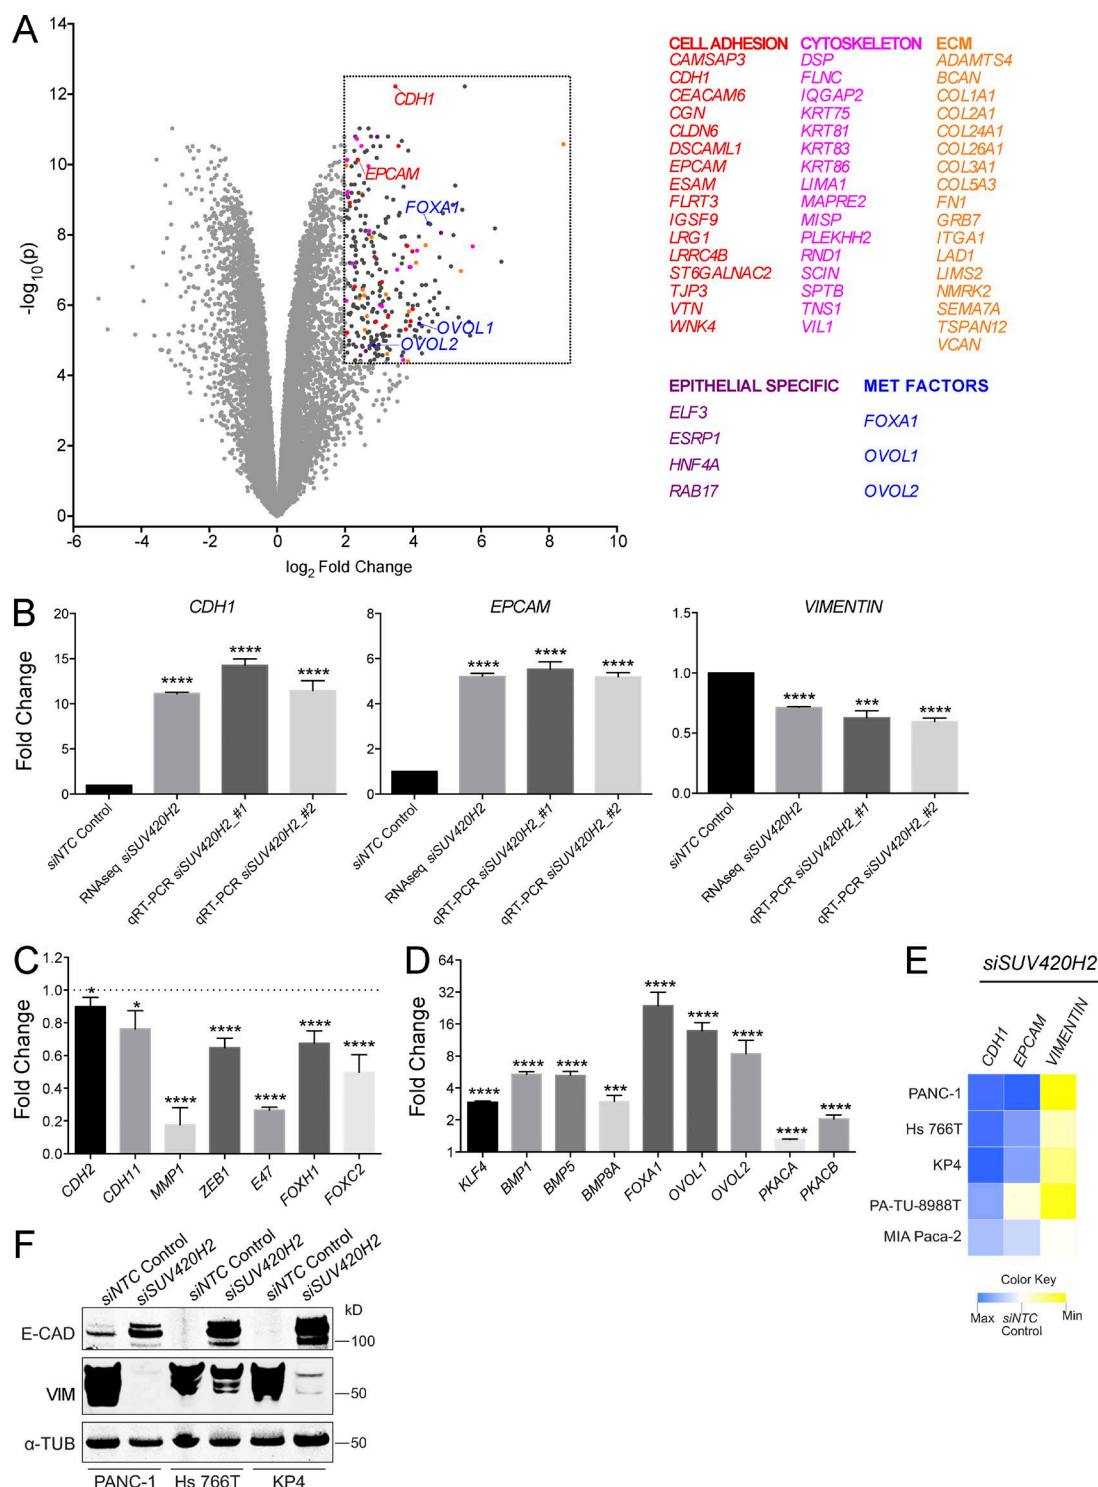 A
14
12
10
8
6
4
2
0
-log10(p)
-6 -4 -2 0 2 4 6 8 10
log2 Fold Change
CDH1
EPCAM
FOXA1
OVOL1
OVOL2
CELL ADHESION
CAMSAP3
CDH1
CEACAM6
CGN
CLDN6
DSCAML1
EPCAM
ESAM
FLRT3
IGSF9
LRG1
LRRC4B
ST6GALNAC2
TJP3
VTN
WNK4
CYTOSKELETON
DSP
FLNC
IQGAP2
KRT75
KRT81
KRT83
KRT86
LIMA1
MAPRE2
MISP
PLEKHH2
RND1
SCIN
SPTB
TNS1
VIL1
ECM
ADAMTS4
BCAN
COL1A1
COL2A1
COL24A1
COL26A1
COL3A1
COL5A3
FN1
GRB7
ITGA1
LAD1
LIMS2
NMRK2
SEMA7A
TSPAN12
VCAN
EPITHELIAL SPECIFIC
ELF3
ESRP1
HNF4A
RAB17
MET FACTORS
FOXA1
OVOL1
OVOL2
B
CDH1
Fold Change
20
15
10
5
0
**** **** ****
siNTC Control
RNAseq siSUV420H2
qRT-PCR siSUV420H2_#1
qRT-PCR siSUV420H2_#2
EPCAM
8
6
4
2
0
**** **** ****
siNTC Control
RNAseq siSUV420H2
qRT-PCR siSUV420H2_#1
qRT-PCR siSUV420H2_#2
VIMENTIN
1.5
1.0
0.5
0.0
**** *** ****
siNTC Control
RNAseq siSUV420H2
qRT-PCR siSUV420H2_#1
qRT-PCR siSUV420H2_#2
C
Fold Change
1.2
1.0
0.8
0.6
0.4
0.2
0.0
* * **** **** **** **** ****
CDH2
CDH11
MMP1
ZEB1
E47
FOXH1
FOXC2
D
Fold Change
64
32
16
8
4
2
1
**** **** **** *** **** **** **** **** ****
KLF4
BMP1
BMP5
BMP8A
FOXA1
OVOL1
OVOL2
PKACA
PKACB
E
siSUV420H2
CDH1
EPCAM
VIMENTIN
PANC-1
Hs 766T
KP4
PA-TU-8988T
MIA Paca-2
Color Key
Max siNTC Control Min
F
siNTC Control
siSUV420H2
siNTC Control
siSUV420H2
siNTC Control
siSUV420H2
kD
E-CAD
100
VIM
50
α-TUB
50
PANC-1 Hs 766T KP4